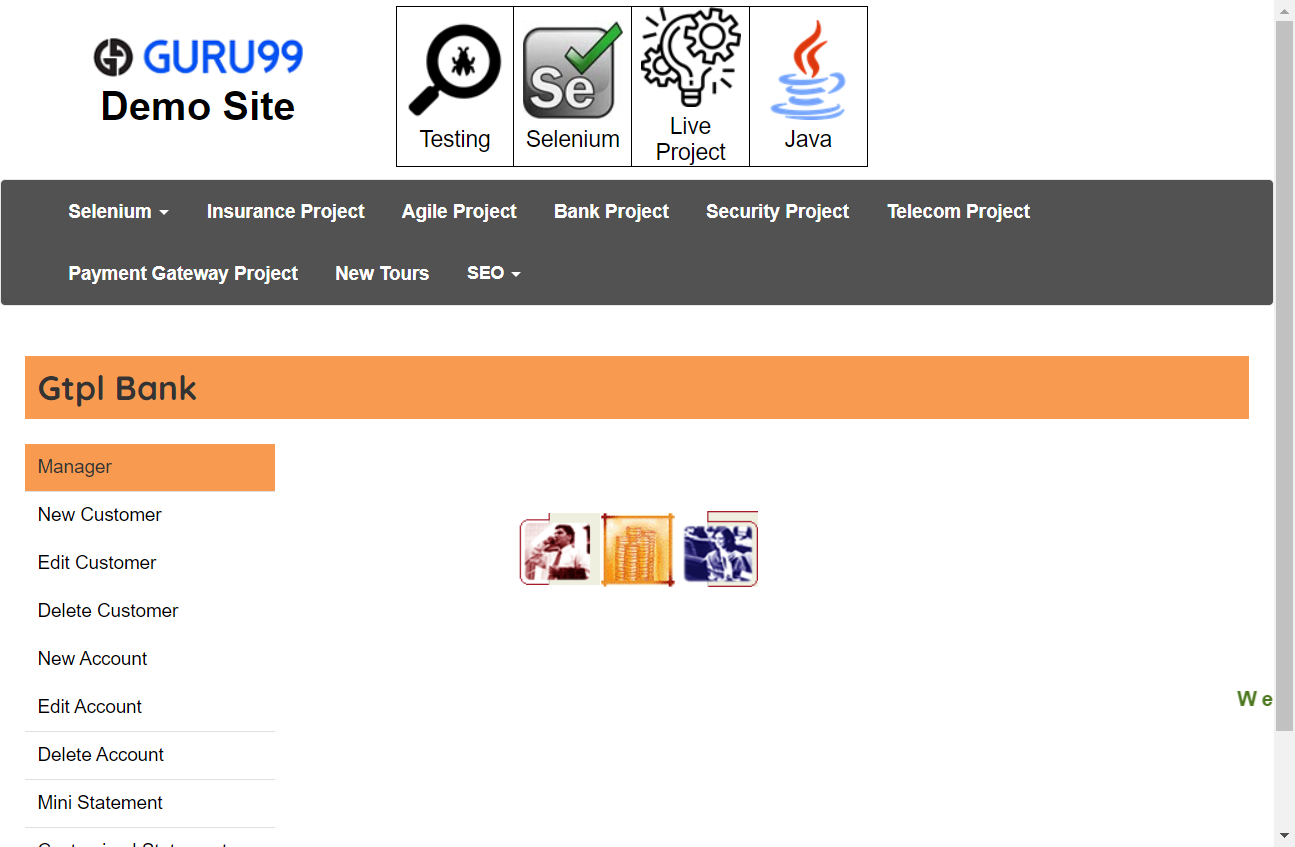 GURU99
Demo Site
Testing
Se
Selenium
Live
Project
Java
Selenium Insurance Project Agile Project Bank Project Security Project Telecom Project
Payment Gateway Project New Tours SEO
Gtpl Bank
Manager
New Customer
Edit Customer
Delete Customer
New Account
Edit Account
We
Delete Account
Mini Statement